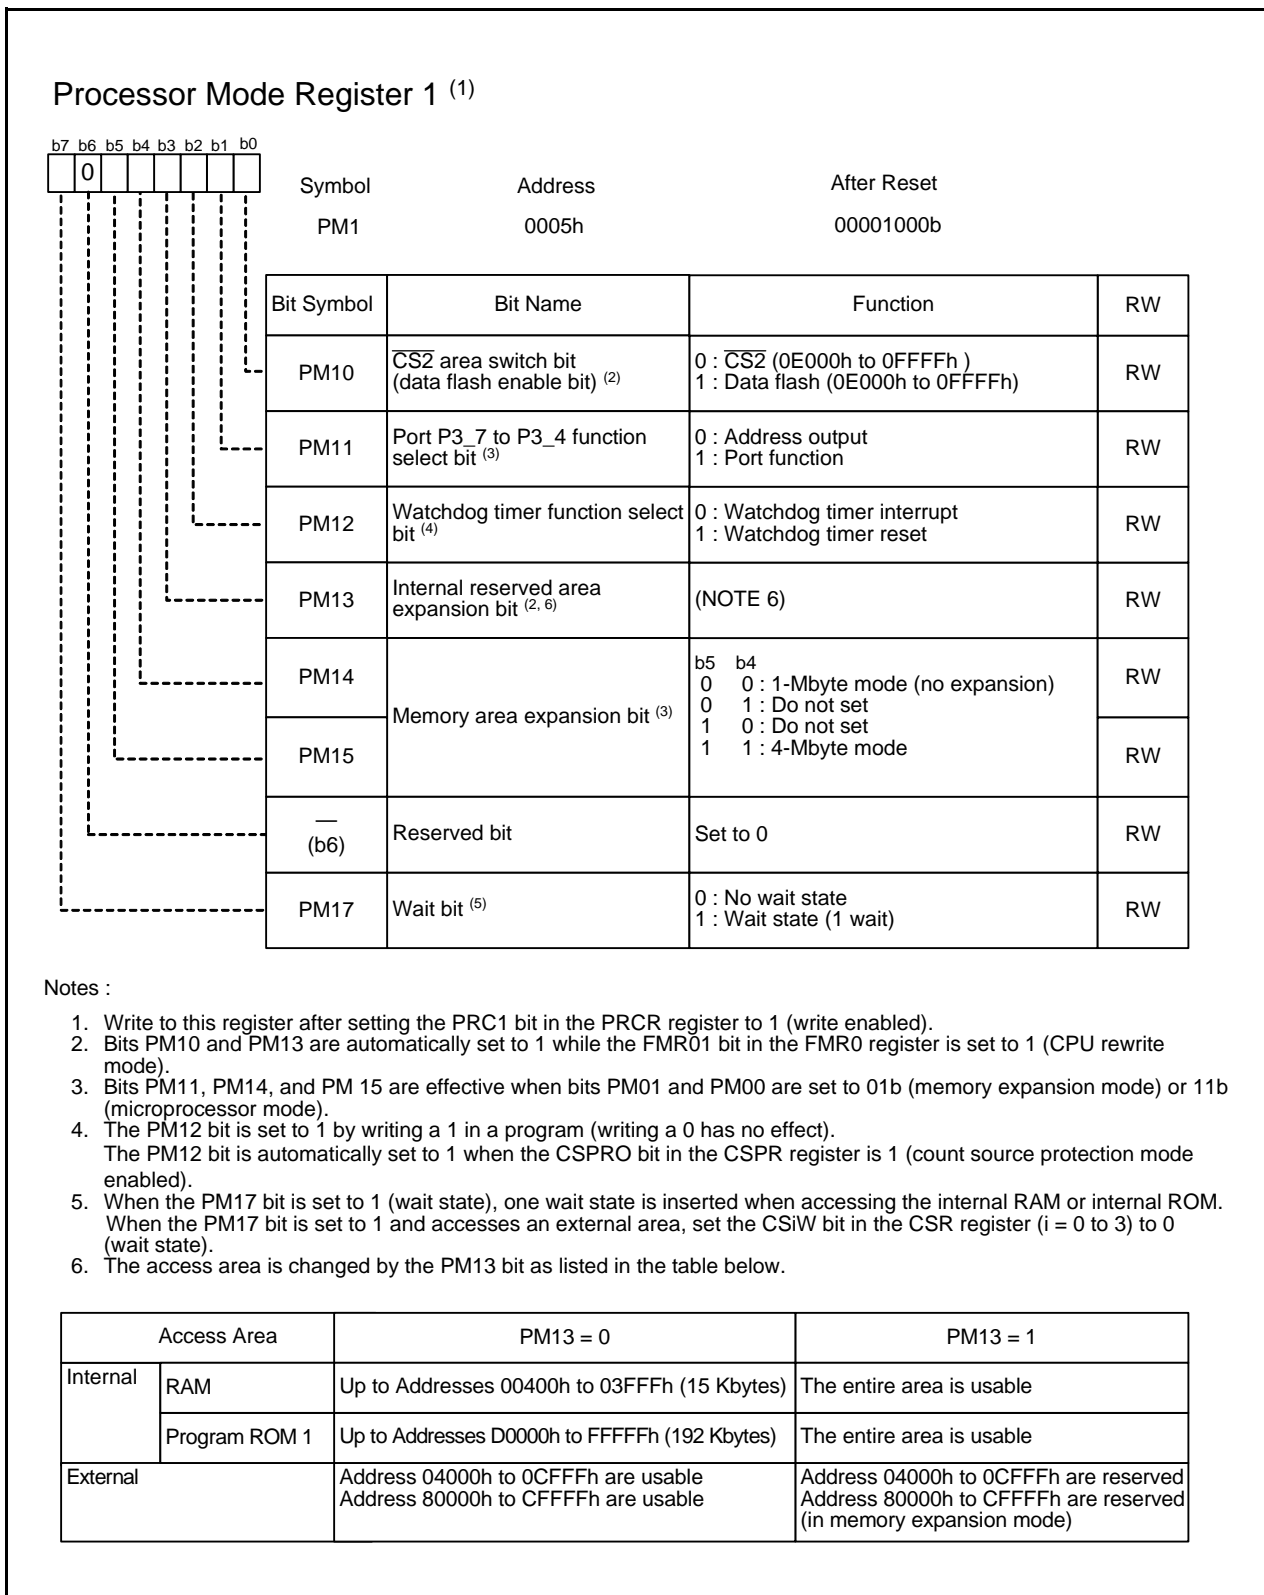 Processor Mode Register 1 (1)
b7 b6 b5 b4 b3 b2 b1 b0
0
Symbol Address After Reset
PM1 0005h 00001000b
Bit Symbol Bit Name Function RW
PM10 CS2 area switch bit (data flash enable bit) (2) 0 : CS2 (0E000h to 0FFFFh ) RW
1 : Data flash (0E000h to 0FFFFh)
PM11 Port P3_7 to P3_4 function select bit (3) 0 : Address output RW
1 : Port function
PM12 Watchdog timer function select bit (4) 0 : Watchdog timer interrupt RW
1 : Watchdog timer reset
PM13 Internal reserved area expansion bit (2, 6) (NOTE 6) RW
PM14 Memory area expansion bit (3) RW
b5 b4
0 0 : 1-Mbyte mode (no expansion)
0 1 : Do not set
1 0 : Do not set
1 1 : 4-Mbyte mode
PM15 RW
— (b6) Reserved bit Set to 0 RW
PM17 Wait bit (5) 0 : No wait state RW
1 : Wait state (1 wait)
Notes :
1. Write to this register after setting the PRC1 bit in the PRCR register to 1 (write enabled).
2. Bits PM10 and PM13 are automatically set to 1 while the FMR01 bit in the FMR0 register is set to 1 (CPU rewrite
mode).
3. Bits PM11, PM14, and PM 15 are effective when bits PM01 and PM00 are set to 01b (memory expansion mode) or 11b
(microprocessor mode).
4. The PM12 bit is set to 1 by writing a 1 in a program (writing a 0 has no effect).
The PM12 bit is automatically set to 1 when the CSPRO bit in the CSPR register is 1 (count source protection mode
enabled).
5. When the PM17 bit is set to 1 (wait state), one wait state is inserted when accessing the internal RAM or internal ROM.
When the PM17 bit is set to 1 and accesses an external area, set the CSiW bit in the CSR register (i = 0 to 3) to 0
(wait state).
6. The access area is changed by the PM13 bit as listed in the table below.
Access Area PM13 = 0 PM13 = 1
Internal RAM Up to Addresses 00400h to 03FFFh (15 Kbytes) The entire area is usable
Program ROM 1 Up to Addresses D0000h to FFFFFh (192 Kbytes) The entire area is usable
External Address 04000h to 0CFFFh are usable Address 04000h to 0CFFFh are reserved
Address 80000h to CFFFFh are usable Address 80000h to CFFFFh are reserved
(in memory expansion mode)